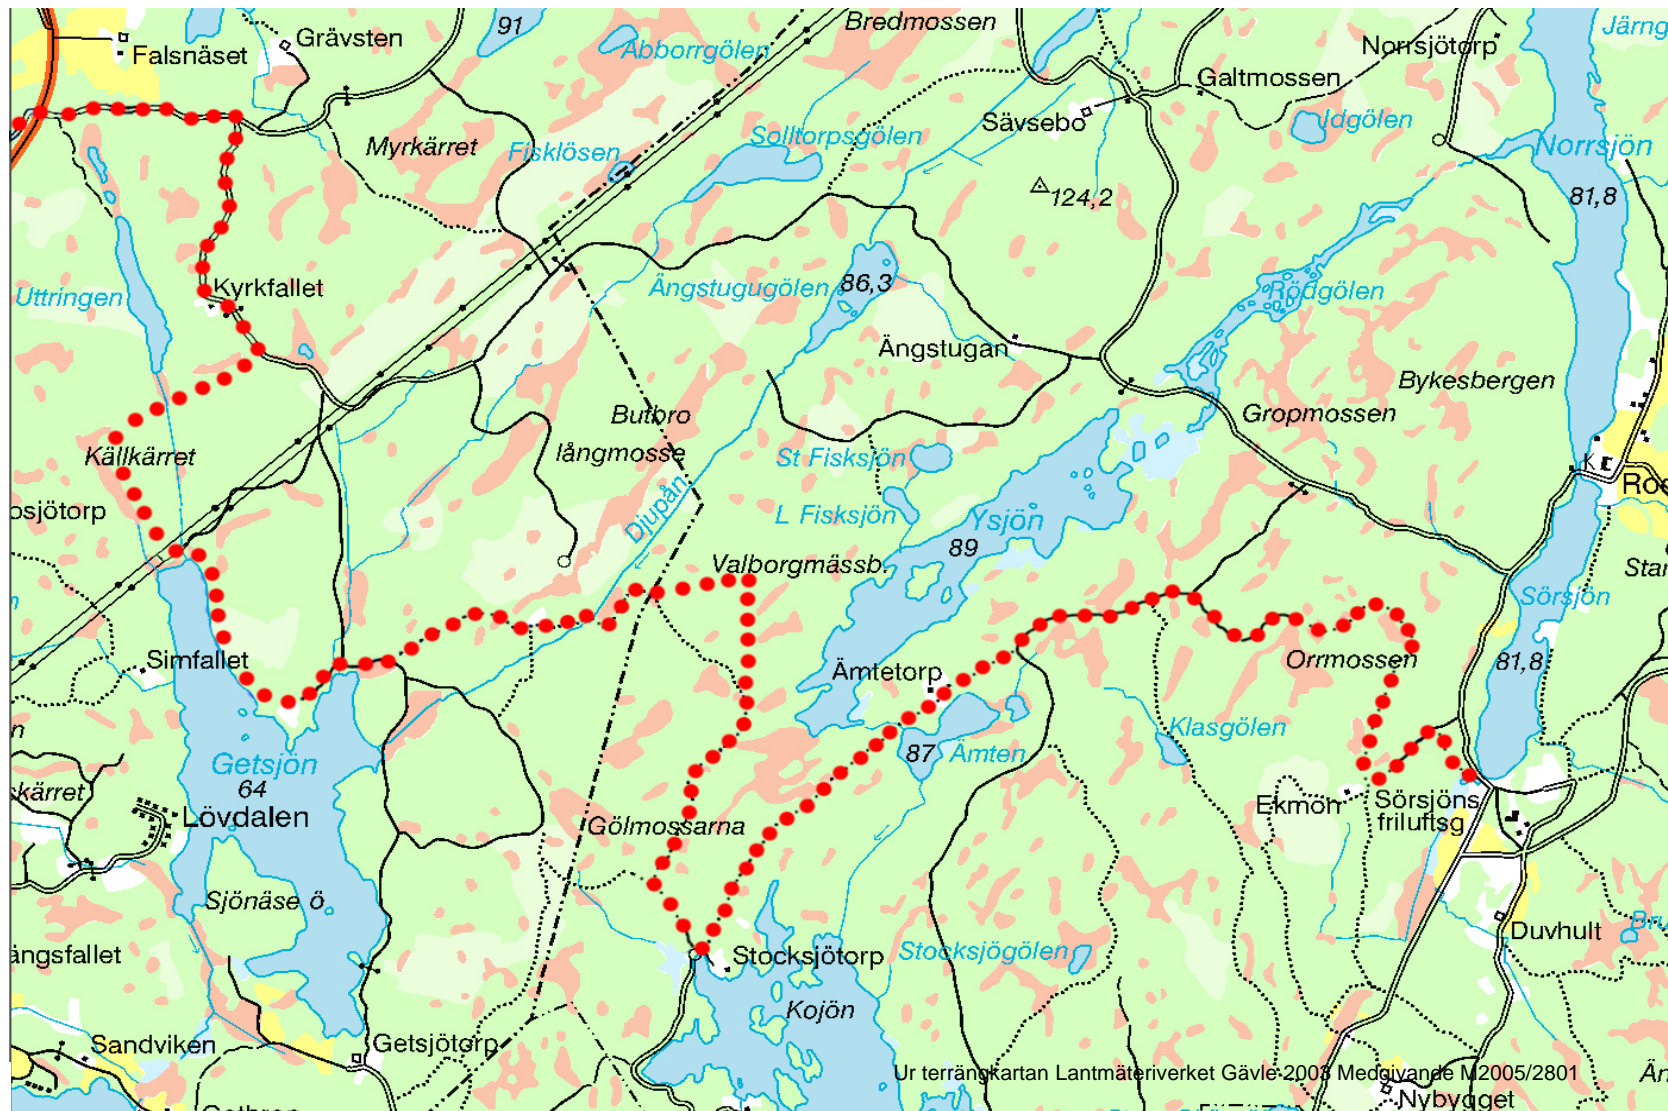 91
Bredmossen
Järng
Falsnäset
Grävsten
Abborrgölen
Norrsjötorp
Galtmossen
Sävsebo
Idgölen
Solltorpsgölen
Myrkärret
Fisklösen
Norrsjön
81,8
124,2
Uttringen
Kyrkfallet
Ängstugugölen
86,3
Rödgölen
Ängstugan
Bykesbergen
Butbro
långmosse
Gropmossen
Källkärret
St Fisksjön
K
osjötorp
Djupån
L Fisksjön
Ysjön
89
Valborgmässb.
Sörsjön
Simfallet
Ämtetorp
Orrmossen
81,8
n
Klasgölen
Getsjön
64
87
Ämten
kärret
Lövdalen
Gölmossarna
Ekmon
Sörsjöns
friluftsg
Sjönäse ö
ängsfallet
Stocksjötorp
Stocksjögölen
Duvhult
Kojön
Sandviken
Getsjötorp
Ur terrängkartan Lantmäteriverket Gävle 2003 Medgivande M2005/2801
Nybygget